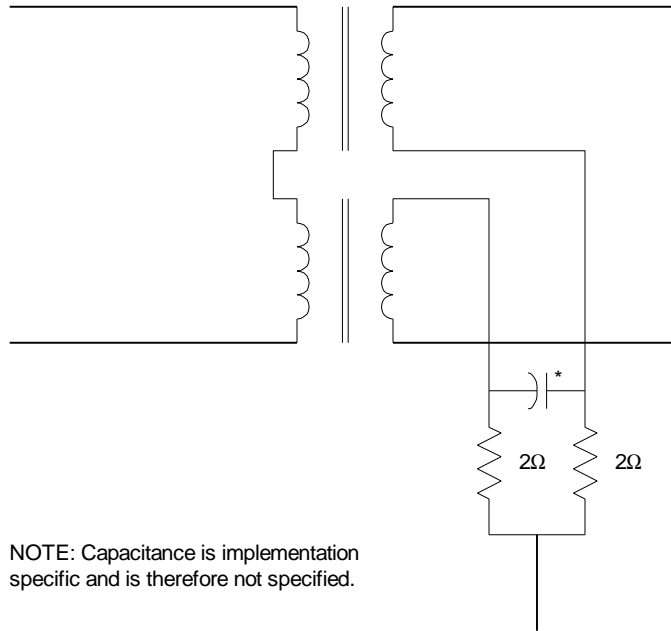 *
2Ω 2Ω
NOTE: Capacitance is implementation
specific and is therefore not specified.